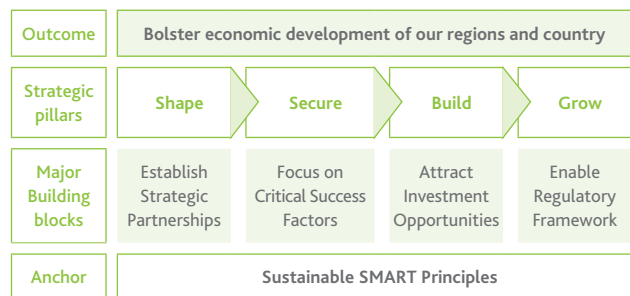 Outcome
Bolster economic development of our regions and country
Strategic
pillars
Shape
Secure
Build
Grow
Major
Building
blocks
Establish
Strategic
Partnerships
Focus on
Critical Success
Factors
Attract
Investment
Opportunities
Enable
Regulatory
Framework
Anchor
Sustainable SMART Principles